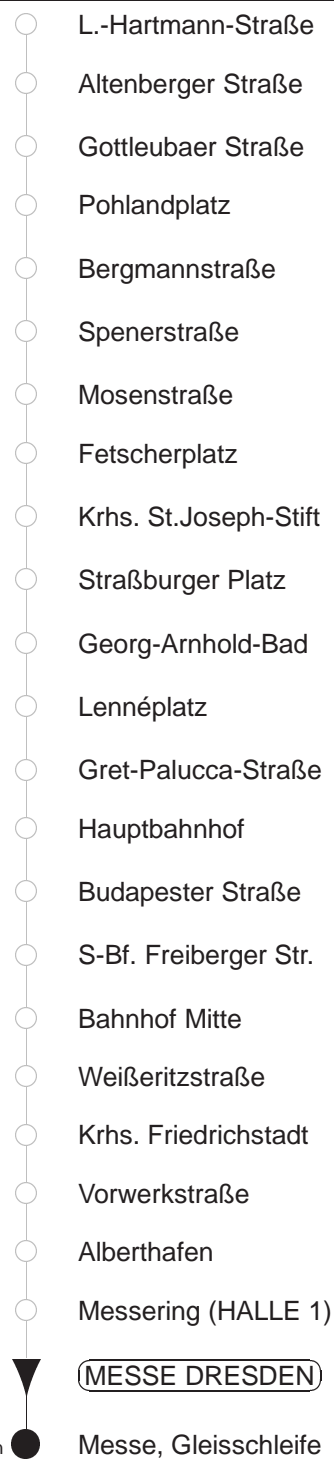 L.-Hartmann-Straße
Altenberger Straße
Gottleubaer Straße
Pohlandplatz
Bergmannstraße
Spenerstraße
Mosenstraße
Fetscherplatz
Krhs. St.Joseph-Stift
Straßburger Platz
Georg-Arnhold-Bad
Lennéplatz
Gret-Palucca-Straße
Hauptbahnhof
Budapester Straße
S-Bf. Freiberger Str.
Bahnhof Mitte
Weißeritzstraße
Krhs. Friedrichstadt
Vorwerkstraße
Alberthafen
Messering (HALLE 1)
MESSE DRESDEN
Messe, Gleisschleife